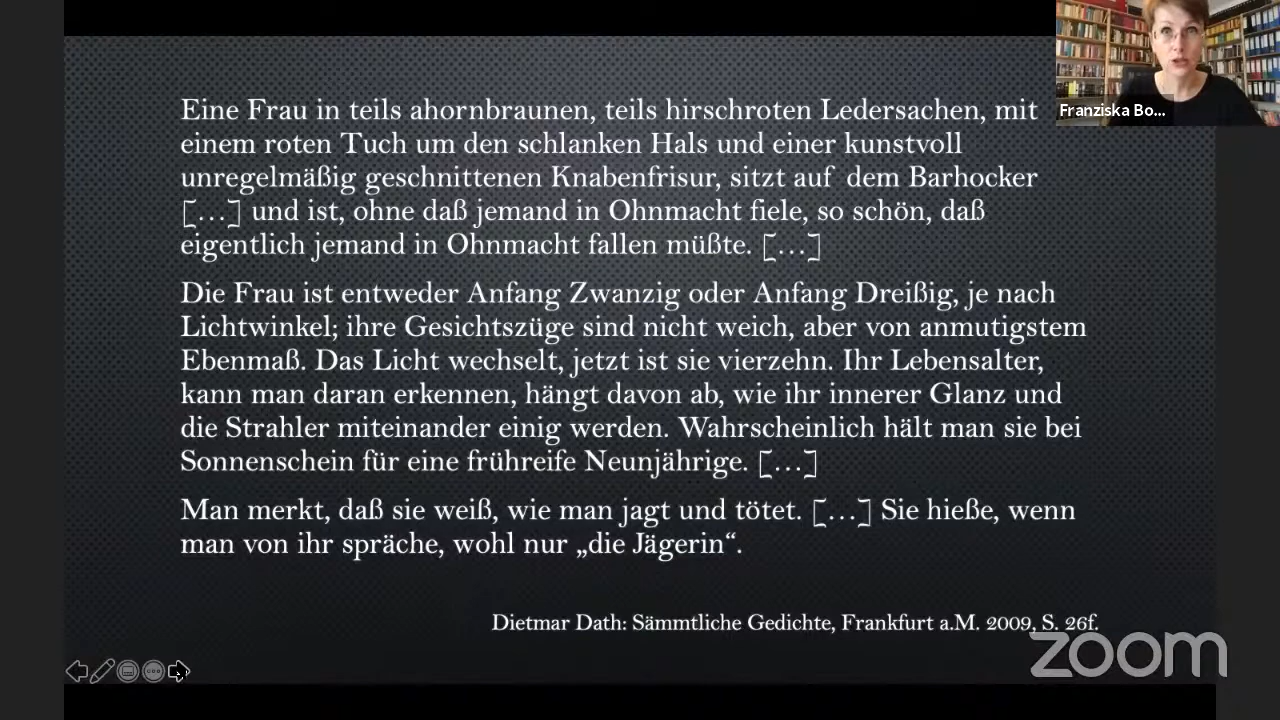 Eine Frau in teils ahornbraunen, teils hirschroten Ledersachen, mit
einem roten Tuch um den schlanken Hals und einer kunstvoll
unregelmäßig geschnittenen Knabenfrisur, sitzt auf dem Barhocker
[…] und ist, ohne daß jemand in Ohnmacht fiele, so schön, daß
eigentlich jemand in Ohnmacht fallen müßte. […]
Die Frau ist entweder Anfang Zwanzig oder Anfang Dreißig, je nach
Lichtwinkel; ihre Gesichtszüge sind nicht weich, aber von anmutigstem
Ebenmaß. Das Licht wechselt, jetzt ist sie vierzehn. Ihr Lebensalter,
kann man daran erkennen, hängt davon ab, wie ihr innerer Glanz und
die Strahler miteinander einig werden. Wahrscheinlich hält man sie bei
Sonnenschein für eine frühreife Neunjährige. […]
Man merkt, daß sie weiß, wie man jagt und tötet. […] Sie hieße, wenn
man von ihr spräche, wohl nur „die Jägerin“.
Dietmar Dath: Sämmtliche Gedichte, Frankfurt a.M. 2009, S. 26f.
Franziska Bo...
zoom